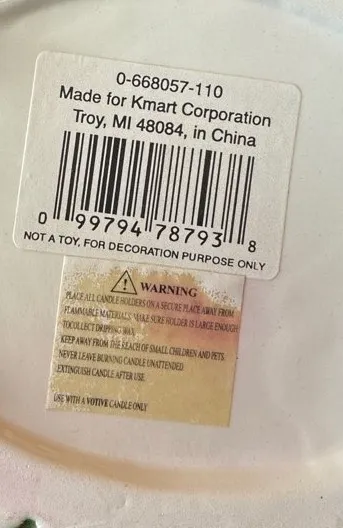 0-668057-110
Made for Kmart Corporation
Troy, MI 48084, in China
0 99794 78793 8
NOT A TOY, FOR DECORATION PURPOSE ONLY
WARNING
PLACE ALL CANDLE HOLDERS ON A SECURE PLACE AWAY FROM
FLAMMABLE MATERIALS. MAKE SURE HOLDER IS LARGE ENOUGH
TOCOLLECT DRIPPING WAX.
KEEP AWAY FROM THE REACH OF SMALL CHILDREN AND PETS.
NEVER LEAVE BURNING CANDLE UNATTENDED.
EXTINGUISH CANDLE AFTER USE.
USE WITH A VOTIVE CANDLE ONLY